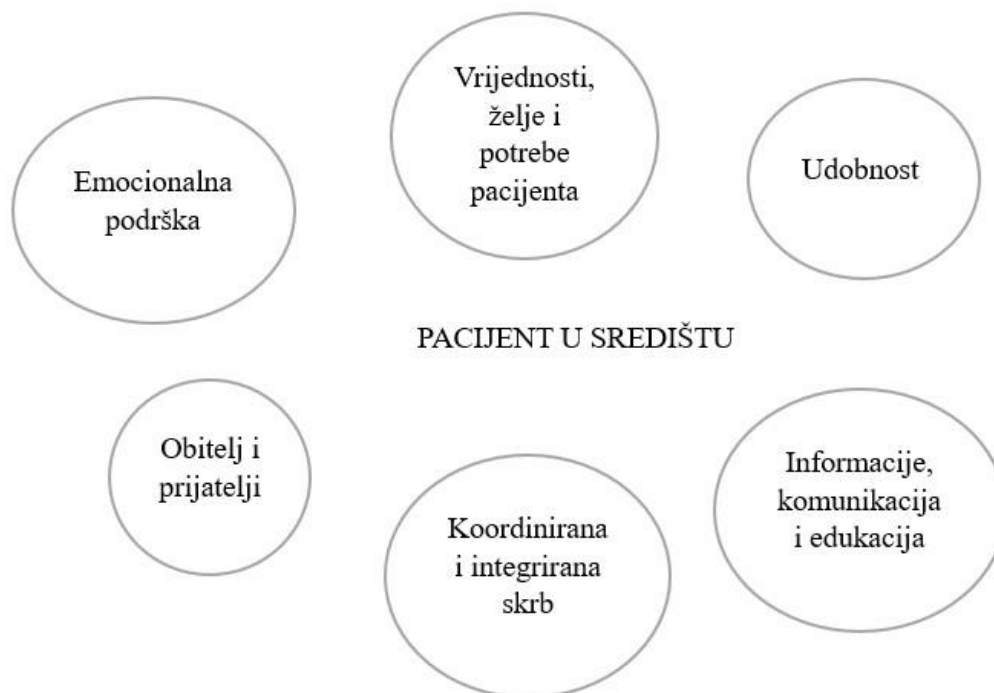 Vrijednosti,
želje i
potrebe
pacijenta
Emocionalna
podrška
Udobnost
PACIJENT U SREDIŠTU
Obitelj i
prijatelji
Koordinirana
i integrirana
skrb
Informacije,
komunikacija
i edukacija